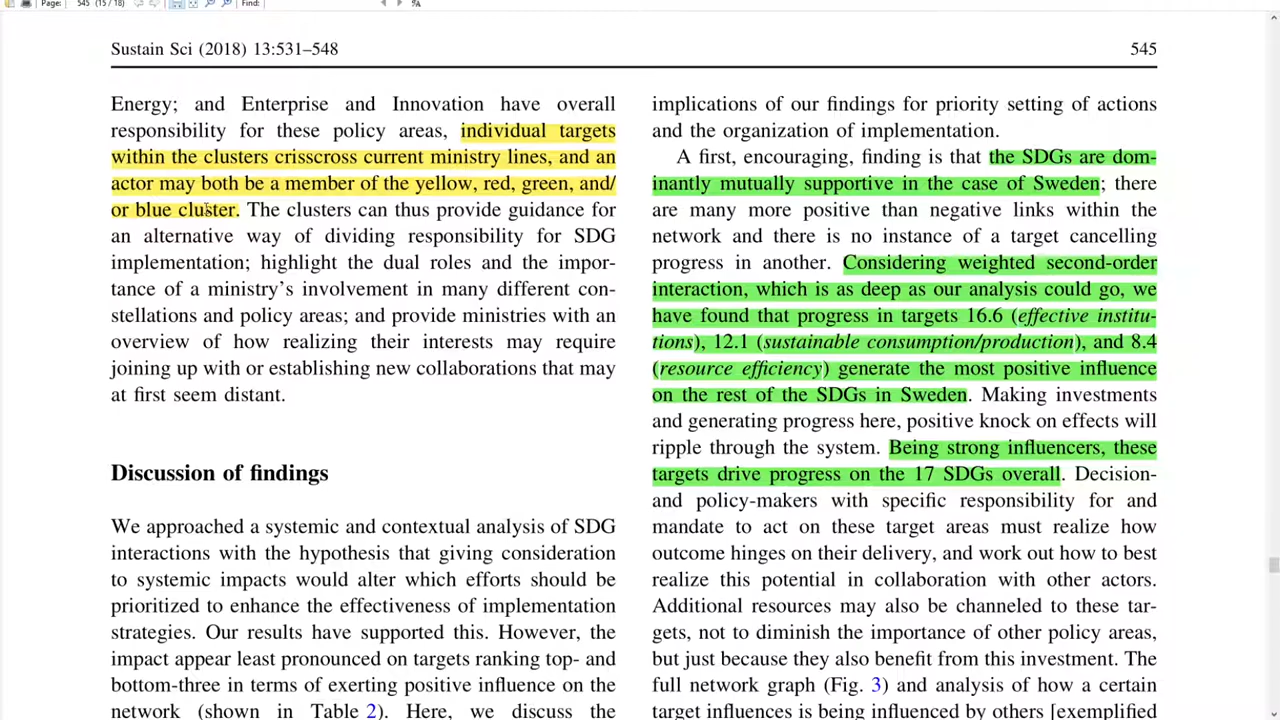 Page: 545 (15 / 18) Find:
Sustain Sci (2018) 13:531–548 545
Energy; and Enterprise and Innovation have overall
responsibility for these policy areas, individual targets
within the clusters crisscross current ministry lines, and an
actor may both be a member of the yellow, red, green, and/
or blue cluster. The clusters can thus provide guidance for
an alternative way of dividing responsibility for SDG
implementation; highlight the dual roles and the impor-
tance of a ministry's involvement in many different con-
stellations and policy areas; and provide ministries with an
overview of how realizing their interests may require
joining up with or establishing new collaborations that may
at first seem distant.
Discussion of findings
We approached a systemic and contextual analysis of SDG
interactions with the hypothesis that giving consideration
to systemic impacts would alter which efforts should be
prioritized to enhance the effectiveness of implementation
strategies. Our results have supported this. However, the
impact appear least pronounced on targets ranking top- and
bottom-three in terms of exerting positive influence on the
network (shown in Table 2). Here, we discuss the
implications of our findings for priority setting of actions
and the organization of implementation.
A first, encouraging, finding is that the SDGs are dom-
inantly mutually supportive in the case of Sweden; there
are many more positive than negative links within the
network and there is no instance of a target cancelling
progress in another. Considering weighted second-order
interaction, which is as deep as our analysis could go, we
have found that progress in targets 16.6 (effective institu-
tions), 12.1 (sustainable consumption/production), and 8.4
(resource efficiency) generate the most positive influence
on the rest of the SDGs in Sweden. Making investments
and generating progress here, positive knock on effects will
ripple through the system. Being strong influencers, these
targets drive progress on the 17 SDGs overall. Decision-
and policy-makers with specific responsibility for and
mandate to act on these target areas must realize how
outcome hinges on their delivery, and work out how to best
realize this potential in collaboration with other actors.
Additional resources may also be channeled to these tar-
gets, not to diminish the importance of other policy areas,
but just because they also benefit from this investment. The
full network graph (Fig. 3) and analysis of how a certain
target influences is being influenced by others [exemplified